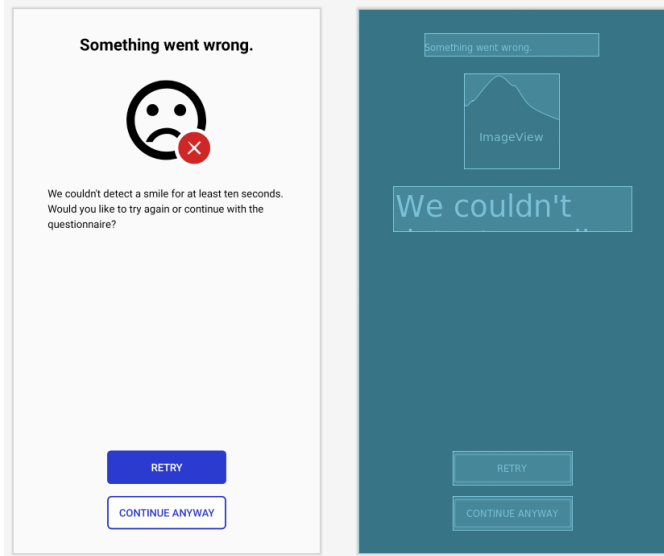 Something went wrong.
We couldn't detect a smile for at least ten seconds.
Would you like to try again or continue with the
questionnaire?
RETRY
CONTINUE ANYWAY
Something went wrong.
ImageView
We couldn't
RETRY
CONTINUE ANYWAY